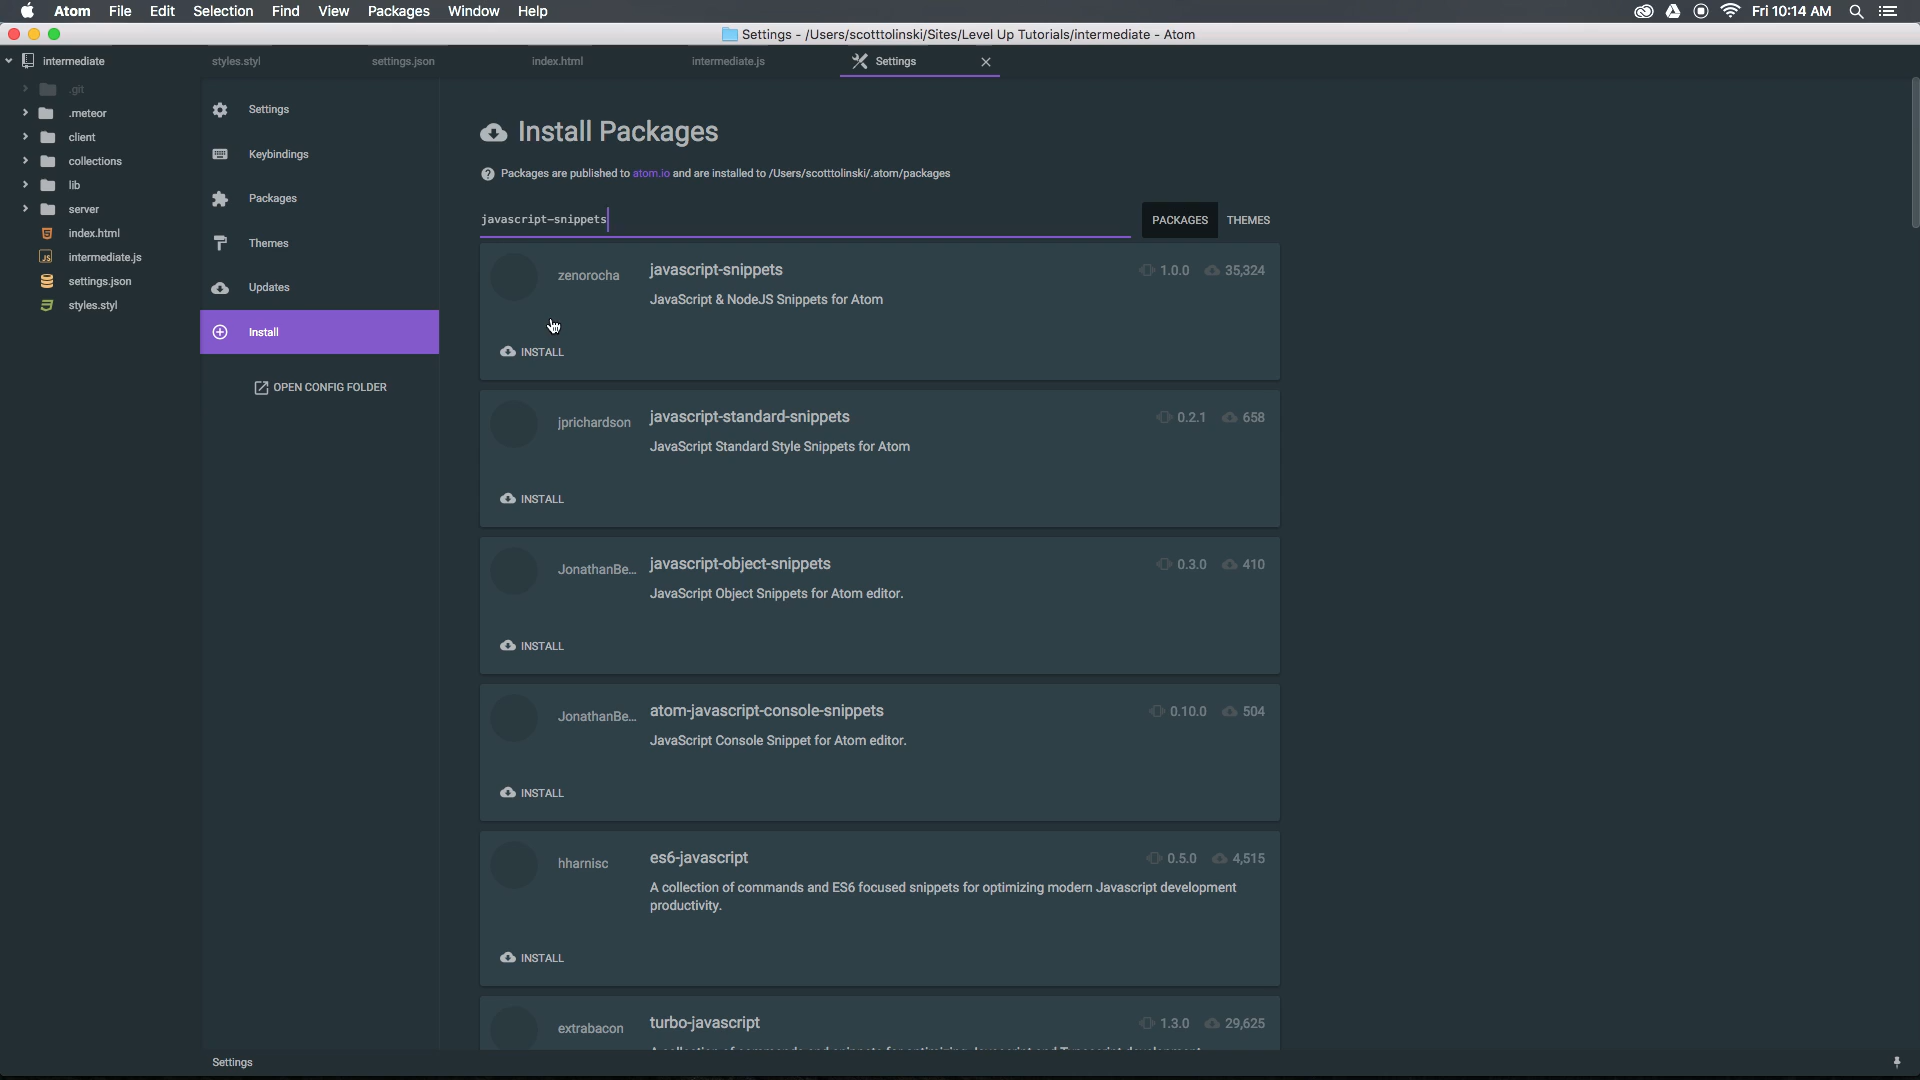 Atom File Edit Selection Find View Packages Window Help
Fri 10:14 AM
Settings - /Users/scotttolinski/Sites/Level Up Tutorials/intermediate - Atom
intermediate
styles.styl
settings.json
index.html
intermediate.js
Settings
.git
.meteor
client
collections
lib
server
index.html
intermediate.js
settings.json
styles.styl
Settings
Keybindings
Packages
Themes
Updates
Install
OPEN CONFIG FOLDER
Install Packages
Packages are published to atom.io and are installed to /Users/scotttolinski/.atom/packages
javascript-snippets
PACKAGES THEMES
zenorocha javascript-snippets 1.0.0 35,324
JavaScript & NodeJS Snippets for Atom
INSTALL
jprichardson javascript-standard-snippets 0.2.1 658
JavaScript Standard Style Snippets for Atom
INSTALL
JonathanBe... javascript-object-snippets 0.3.0 410
JavaScript Object Snippets for Atom editor.
INSTALL
JonathanBe... atom-javascript-console-snippets 0.10.0 504
JavaScript Console Snippet for Atom editor.
INSTALL
hharnisc es6-javascript 0.5.0 4,515
A collection of commands and ES6 focused snippets for optimizing modern Javascript development
productivity.
INSTALL
extrabacon turbo-javascript 1.3.0 29,625
Settings